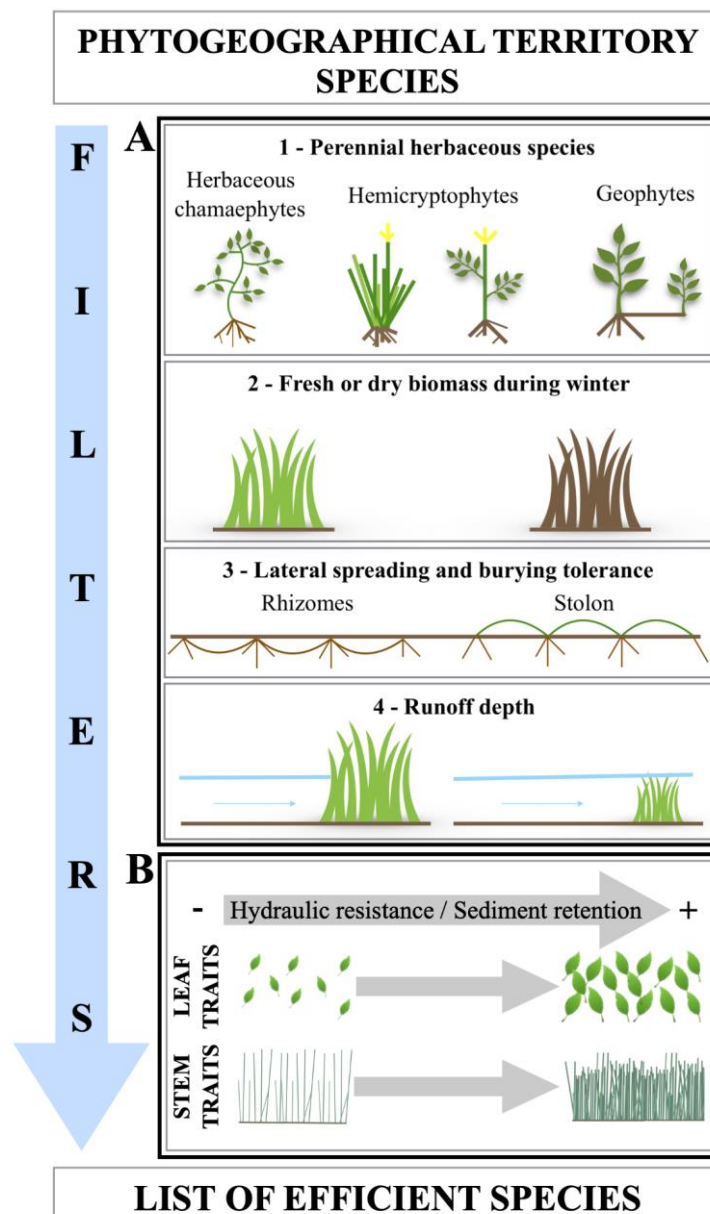 PHYTOGEOGRAPHICAL TERRITORY
SPECIES
FILTERS
A
1 - Perennial herbaceous species
Herbaceous
chamaephytes
Hemicryptophytes
Geophytes
2 - Fresh or dry biomass during winter
3 - Lateral spreading and burying tolerance
Rhizomes
Stolon
4 - Runoff depth
B
- Hydraulic resistance / Sediment retention +
LEAF
TRAITS
STEM
TRAITS
LIST OF EFFICIENT SPECIES